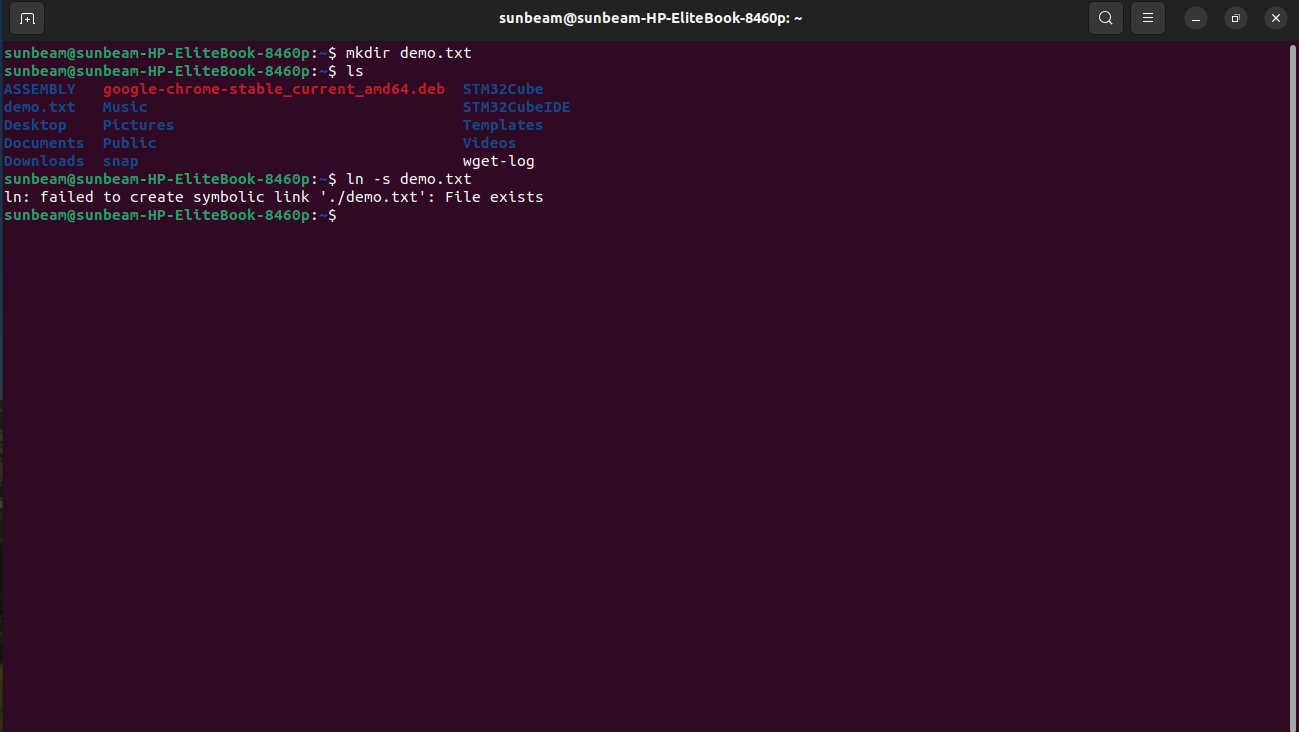 sunbeam@sunbeam-HP-EliteBook-8460p: ~
sunbeam@sunbeam-HP-EliteBook-8460p:~$ mkdir demo.txt
sunbeam@sunbeam-HP-EliteBook-8460p:~$ ls
ASSEMBLY   google-chrome-stable_current_amd64.deb  STM32Cube
demo.txt   Music                                   STM32CubeIDE
Desktop    Pictures                                Templates
Documents  Public                                  Videos
Downloads  snap                                    wget-log
sunbeam@sunbeam-HP-EliteBook-8460p:~$ ln -s demo.txt
ln: failed to create symbolic link './demo.txt': File exists
sunbeam@sunbeam-HP-EliteBook-8460p:~$